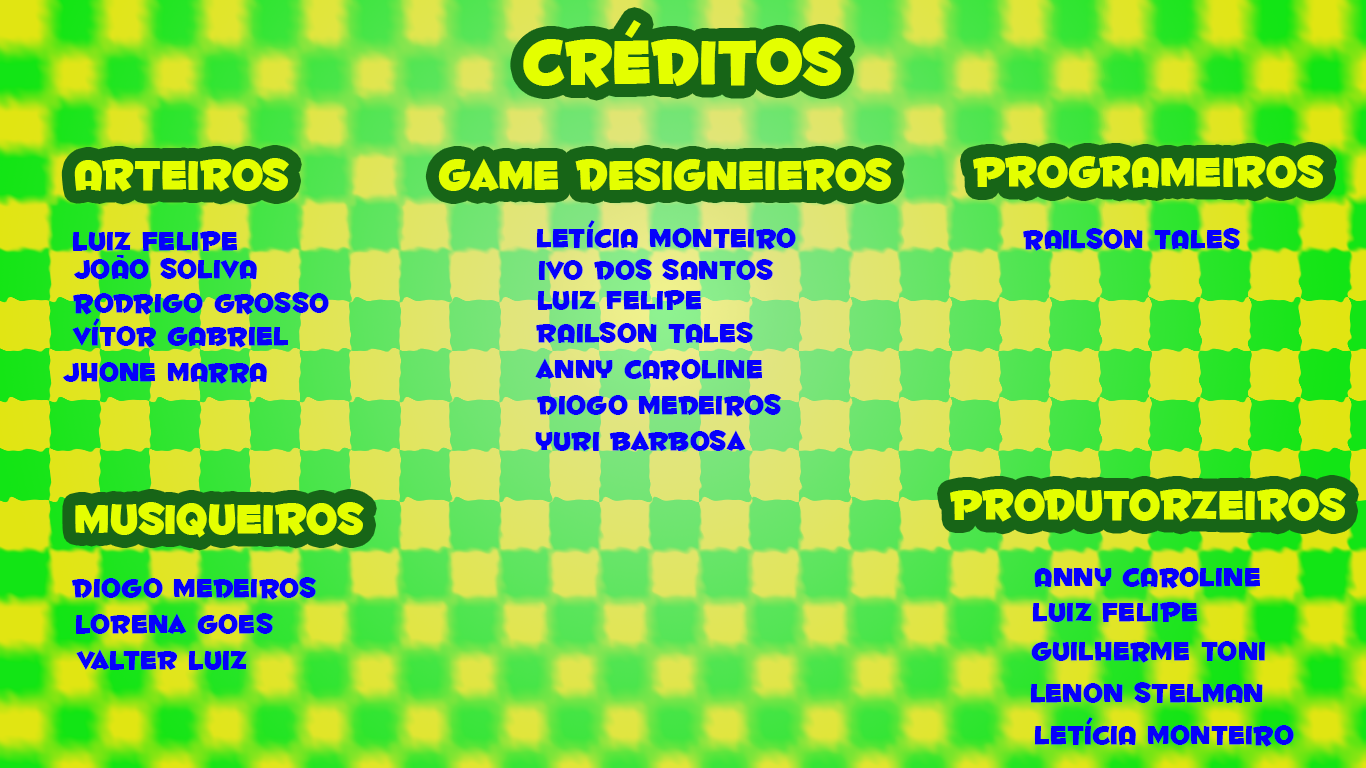 CRÉDITOS
ARTEIROS
LUIZ FELIPE
JOÃO SOLIVA
RODRIGO GROSSO
VÍTOR GABRIEL
JHONE MARRA
GAME DESIGNEIEROS
LETÍCIA MONTEIRO
IVO DOS SANTOS
LUIZ FELIPE
RAILSON TALES
ANNY CAROLINE
DIOGO MEDEIROS
YURI BARBOSA
PROGRAMEIROS
RAILSON TALES
MUSIQUEIROS
DIOGO MEDEIROS
LORENA GOES
VALTER LUIZ
PRODUTORZEIROS
ANNY CAROLINE
LUIZ FELIPE
GUILHERME TONI
LENON STELMAN
LETÍCIA MONTEIRO